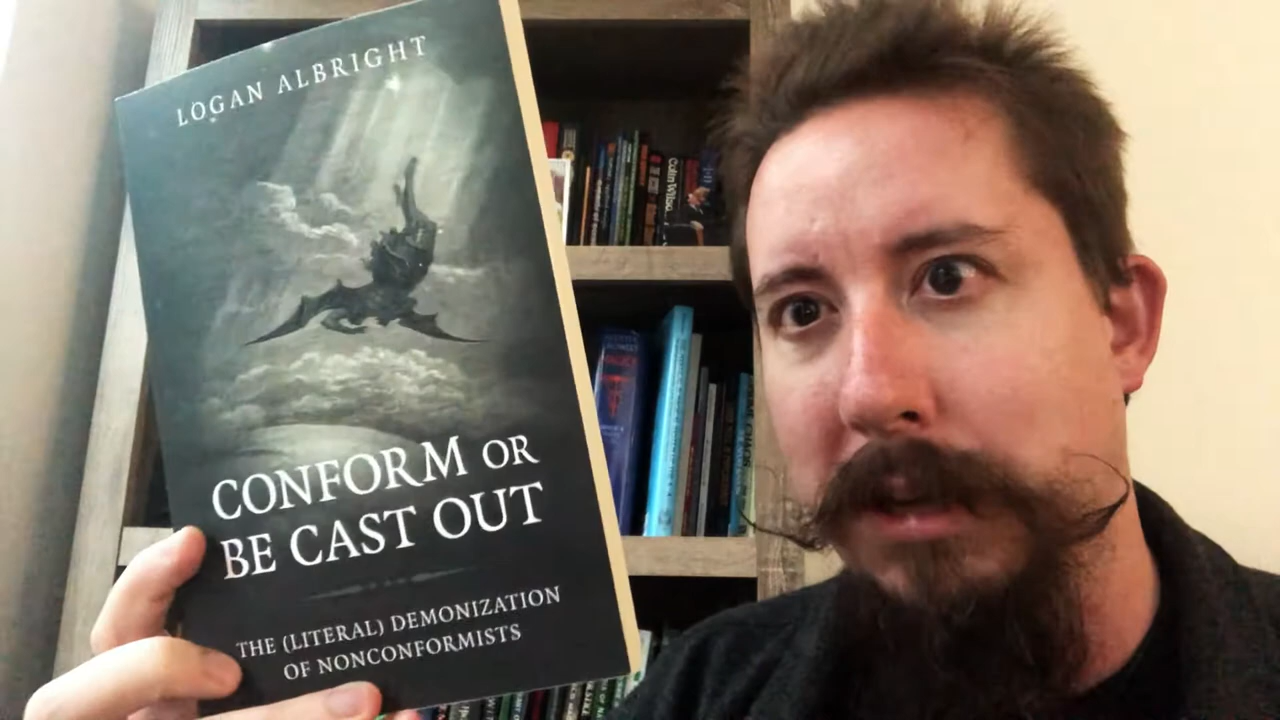 LOGAN ALBRIGHT
CONFORM OR
BE CAST OUT
THE (LITERAL) DEMONIZATION
OF NONCONFORMISTS
Colin Wilson